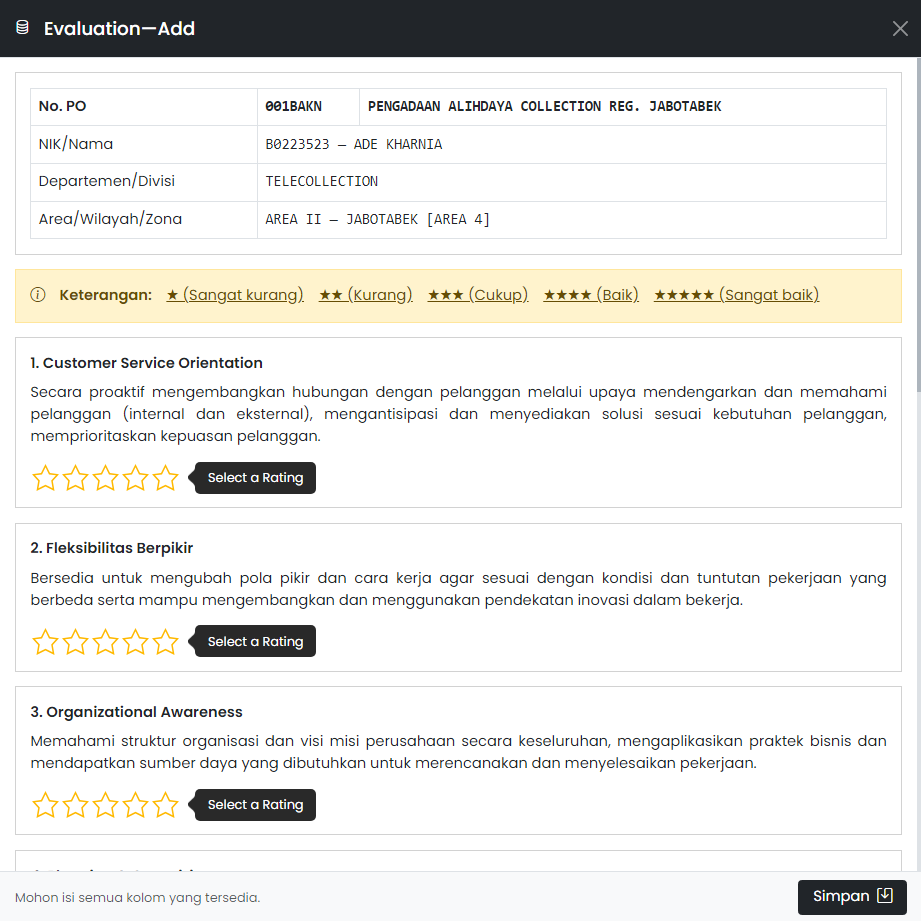 Evaluation—Add
No. PO 001BAKN PENGADAAN ALIHDAYA COLLECTION REG. JABOTABEK
NIK/Nama B0223523 — ADE KHARNIA
Departemen/Divisi TELECOLLECTION
Area/Wilayah/Zona AREA II — JABOTABEK [AREA 4]
Keterangan: ★ (Sangat kurang) ★★ (Kurang) ★★★ (Cukup) ★★★★ (Baik) ★★★★★ (Sangat baik)
1. Customer Service Orientation
Secara proaktif mengembangkan hubungan dengan pelanggan melalui upaya mendengarkan dan memahami
pelanggan (internal dan eksternal), mengantisipasi dan menyediakan solusi sesuai kebutuhan pelanggan,
memprioritaskan kepuasan pelanggan.
Select a Rating
2. Fleksibilitas Berpikir
Bersedia untuk mengubah pola pikir dan cara kerja agar sesuai dengan kondisi dan tuntutan pekerjaan yang
berbeda serta mampu mengembangkan dan menggunakan pendekatan inovasi dalam bekerja.
Select a Rating
3. Organizational Awareness
Memahami struktur organisasi dan visi misi perusahaan secara keseluruhan, mengaplikasikan praktek bisnis dan
mendapatkan sumber daya yang dibutuhkan untuk merencanakan dan menyelesaikan pekerjaan.
Select a Rating
Mohon isi semua kolom yang tersedia.
Simpan